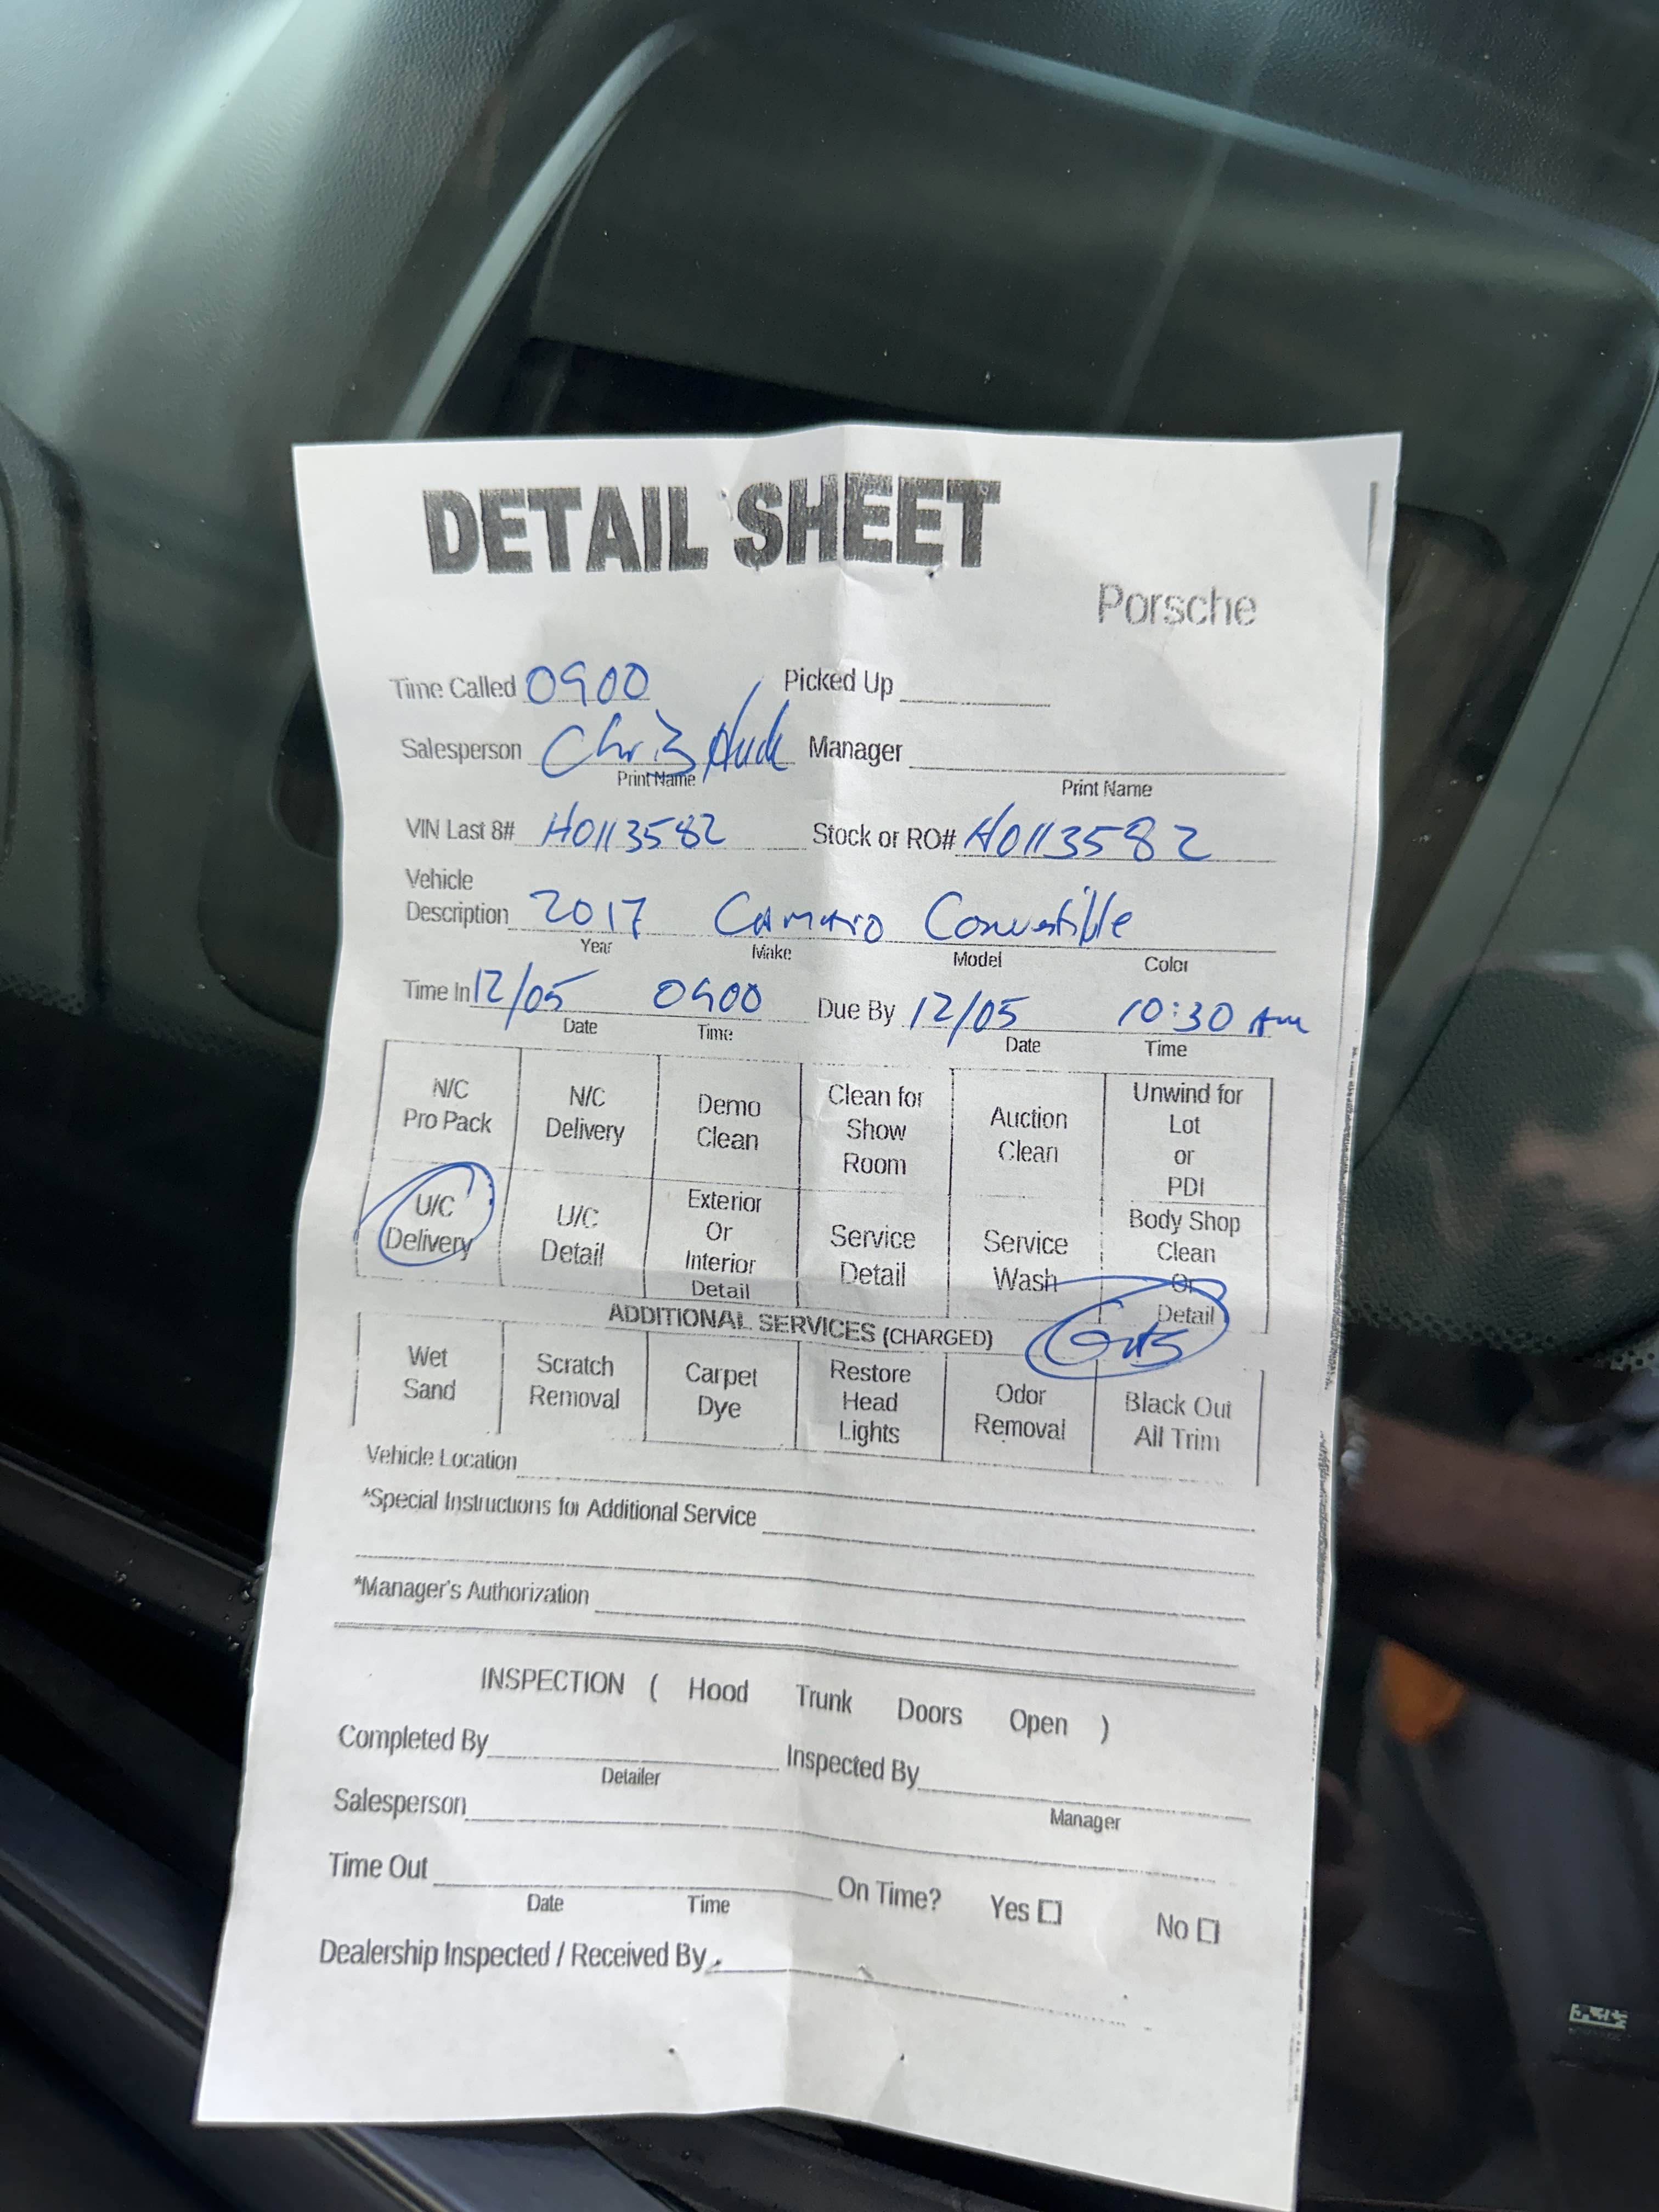 DETAIL SHEET
Porsche
Time Called 0900 Picked Up
Salesperson Chris Manager
Print Name Print Name
VIN Last 8# H0113582 Stock or RO# H0113582
Vehicle
Description 2017 Camaro Convertible
Year Make Model Color
Time In 12/05 0900 Due By 12/05 10:30 Am
Date Time Date Time
N/C Pro Pack N/C Delivery Demo Clean Clean for Show Room Auction Clean Unwind for Lot or PDI
U/C Delivery U/C Detail Exterior Or Interior Detail Service Detail Service Wash Body Shop Clean Or Detail
ADDITIONAL SERVICES (CHARGED)
Wet Sand Scratch Removal Carpet Dye Restore Head Lights Odor Removal Black Out All Trim
Vehicle Location
*Special Instructions for Additional Service
*Manager's Authorization
INSPECTION ( Hood Trunk Doors Open )
Completed By Inspected By
Detailer Manager
Salesperson
Time Out On Time? Yes No
Date Time
Dealership Inspected / Received By